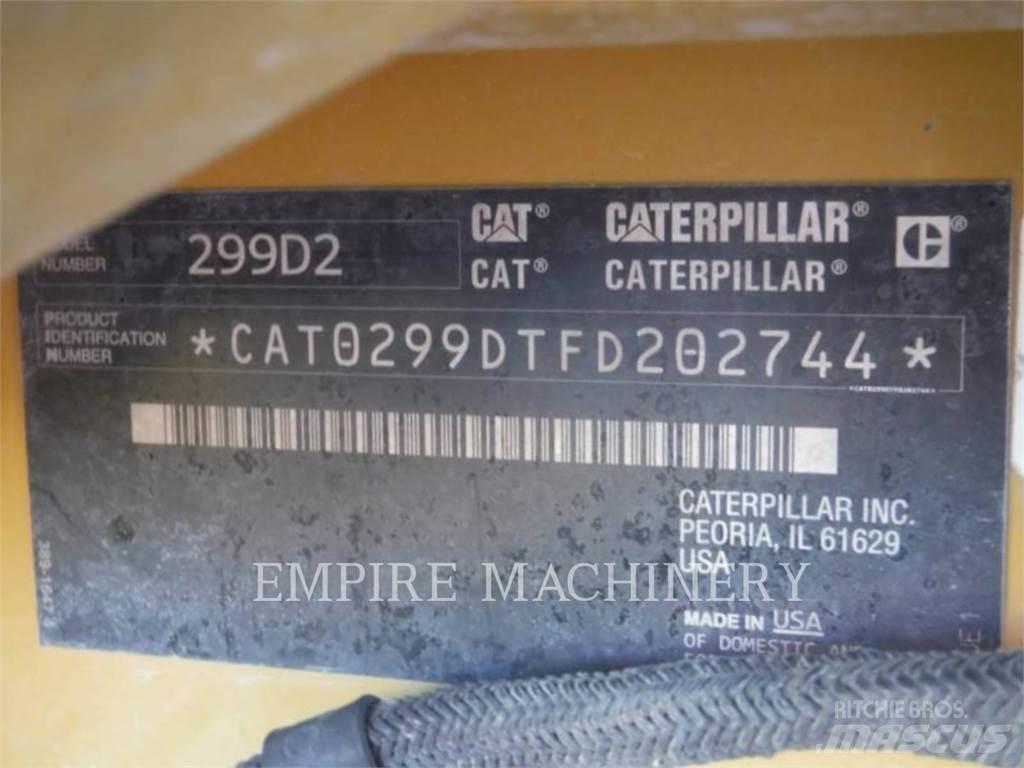 MODEL NUMBER 299D2
CAT® CATERPILLAR®
CAT® CATERPILLAR®
PRODUCT
IDENTIFICATION
NUMBER
*CAT0299DTFD202744*
CATERPILLAR INC.
PEORIA, IL 61629
USA
EMPIRE MACHINERY
MADE IN USA
OF DOMESTIC AND
RITCHIE BROS.
MASCUS